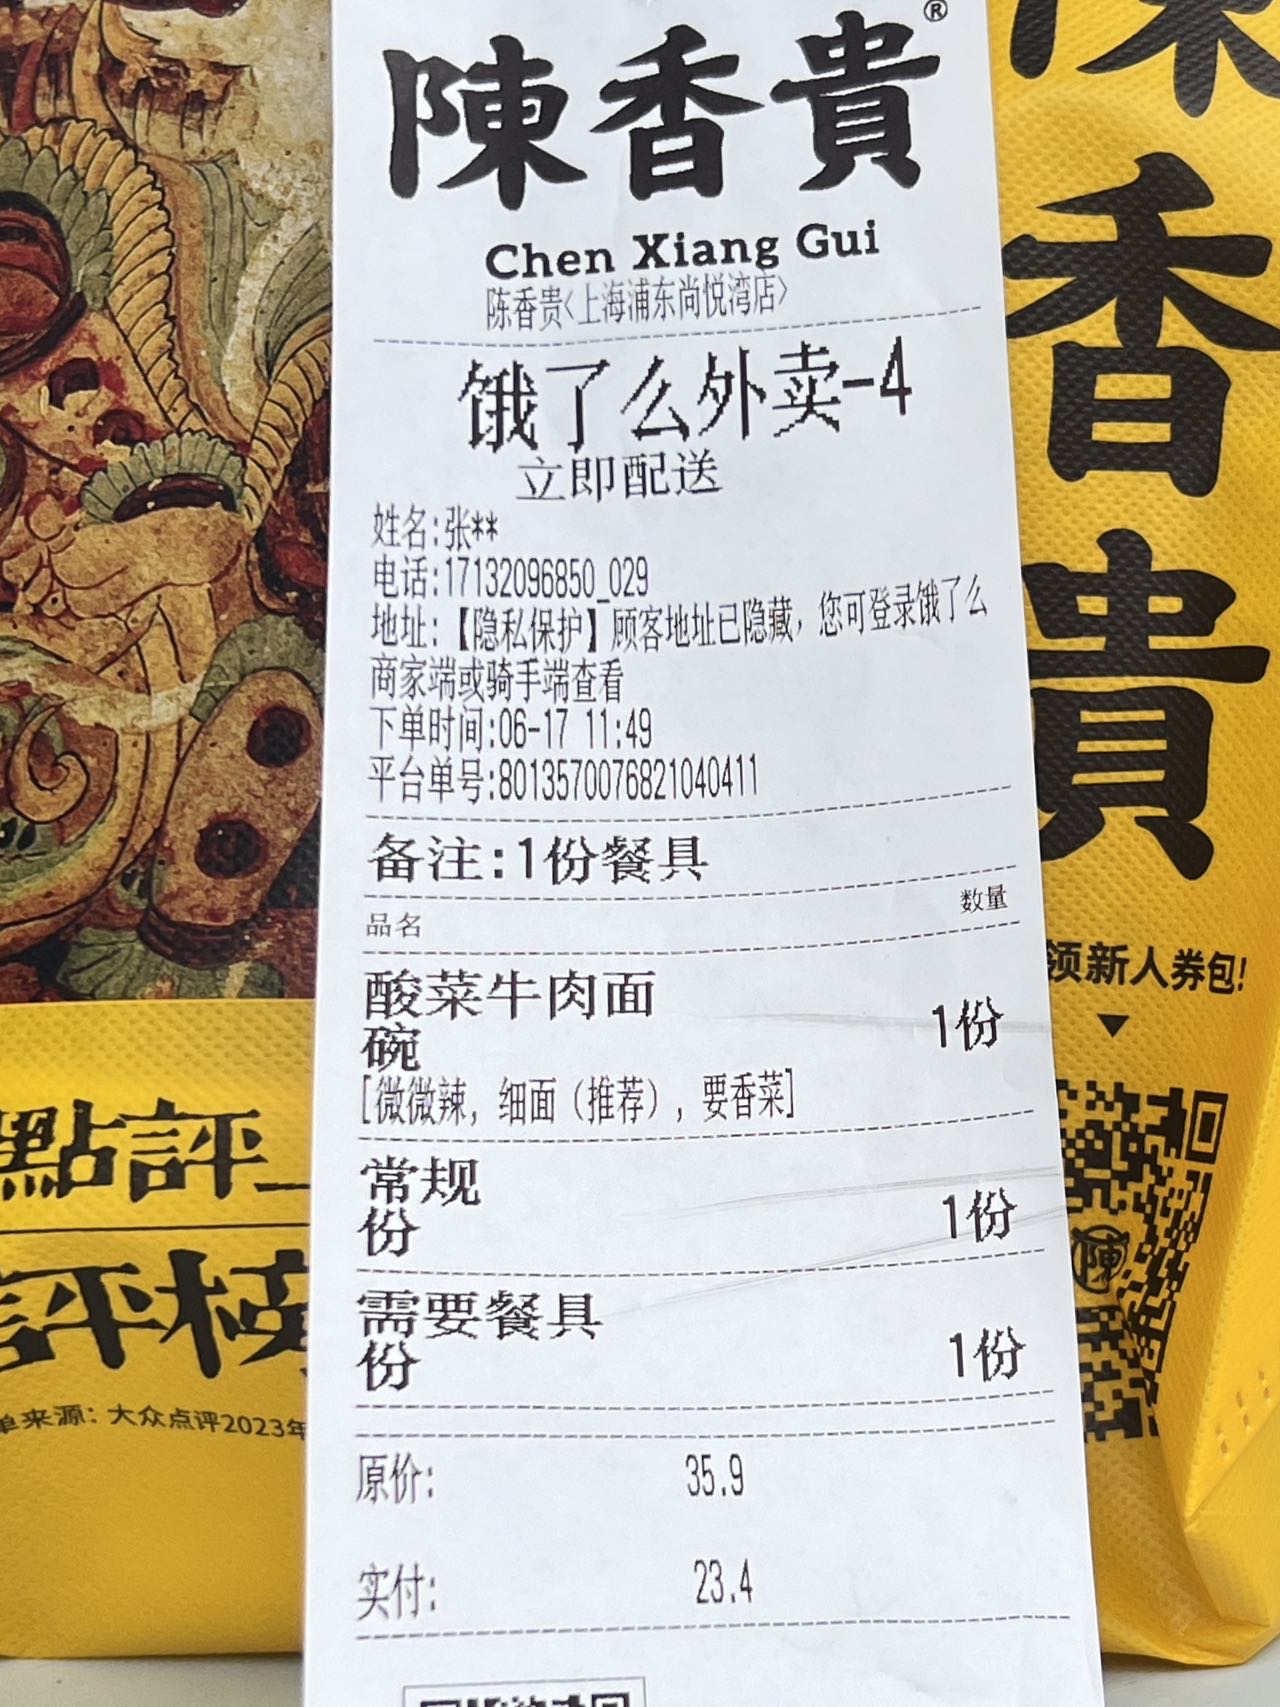 陳香貴®
Chen Xiang Gui
陈香贵<上海浦东尚悦湾店>
饿了么外卖-4
立即配送
姓名:张**
电话:17132096850_029
地址:【隐私保护】顾客地址已隐藏，您可登录饿了么
商家端或骑手端查看
下单时间:06-17 11:49
平台单号:8013570076821040411
备注:1份餐具
品名 数量
酸菜牛肉面
碗 1份
[微微辣, 细面（推荐）, 要香菜]
常规
份 1份
需要餐具
份 1份
原价: 35.9
实付: 23.4
點評
評榜
单来源：大众点评2023年
陳
香
貴
领新人券包!